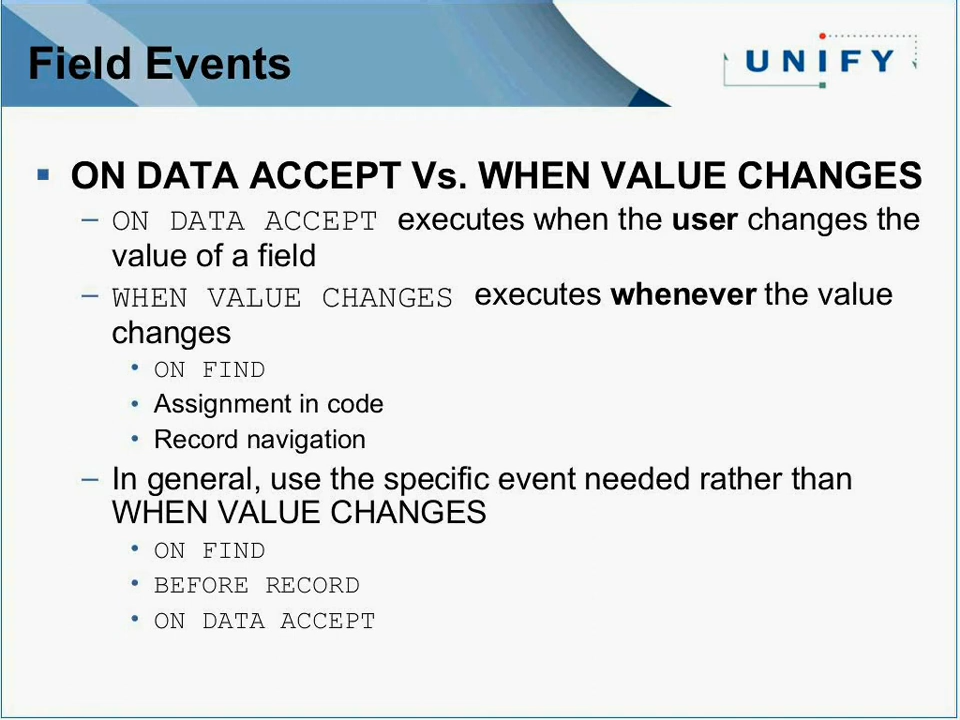 Field Events
UNIFY
▪ ON DATA ACCEPT Vs. WHEN VALUE CHANGES
– ON DATA ACCEPT executes when the user changes the
value of a field
– WHEN VALUE CHANGES executes whenever the value
changes
• ON FIND
• Assignment in code
• Record navigation
– In general, use the specific event needed rather than
WHEN VALUE CHANGES
• ON FIND
• BEFORE RECORD
• ON DATA ACCEPT